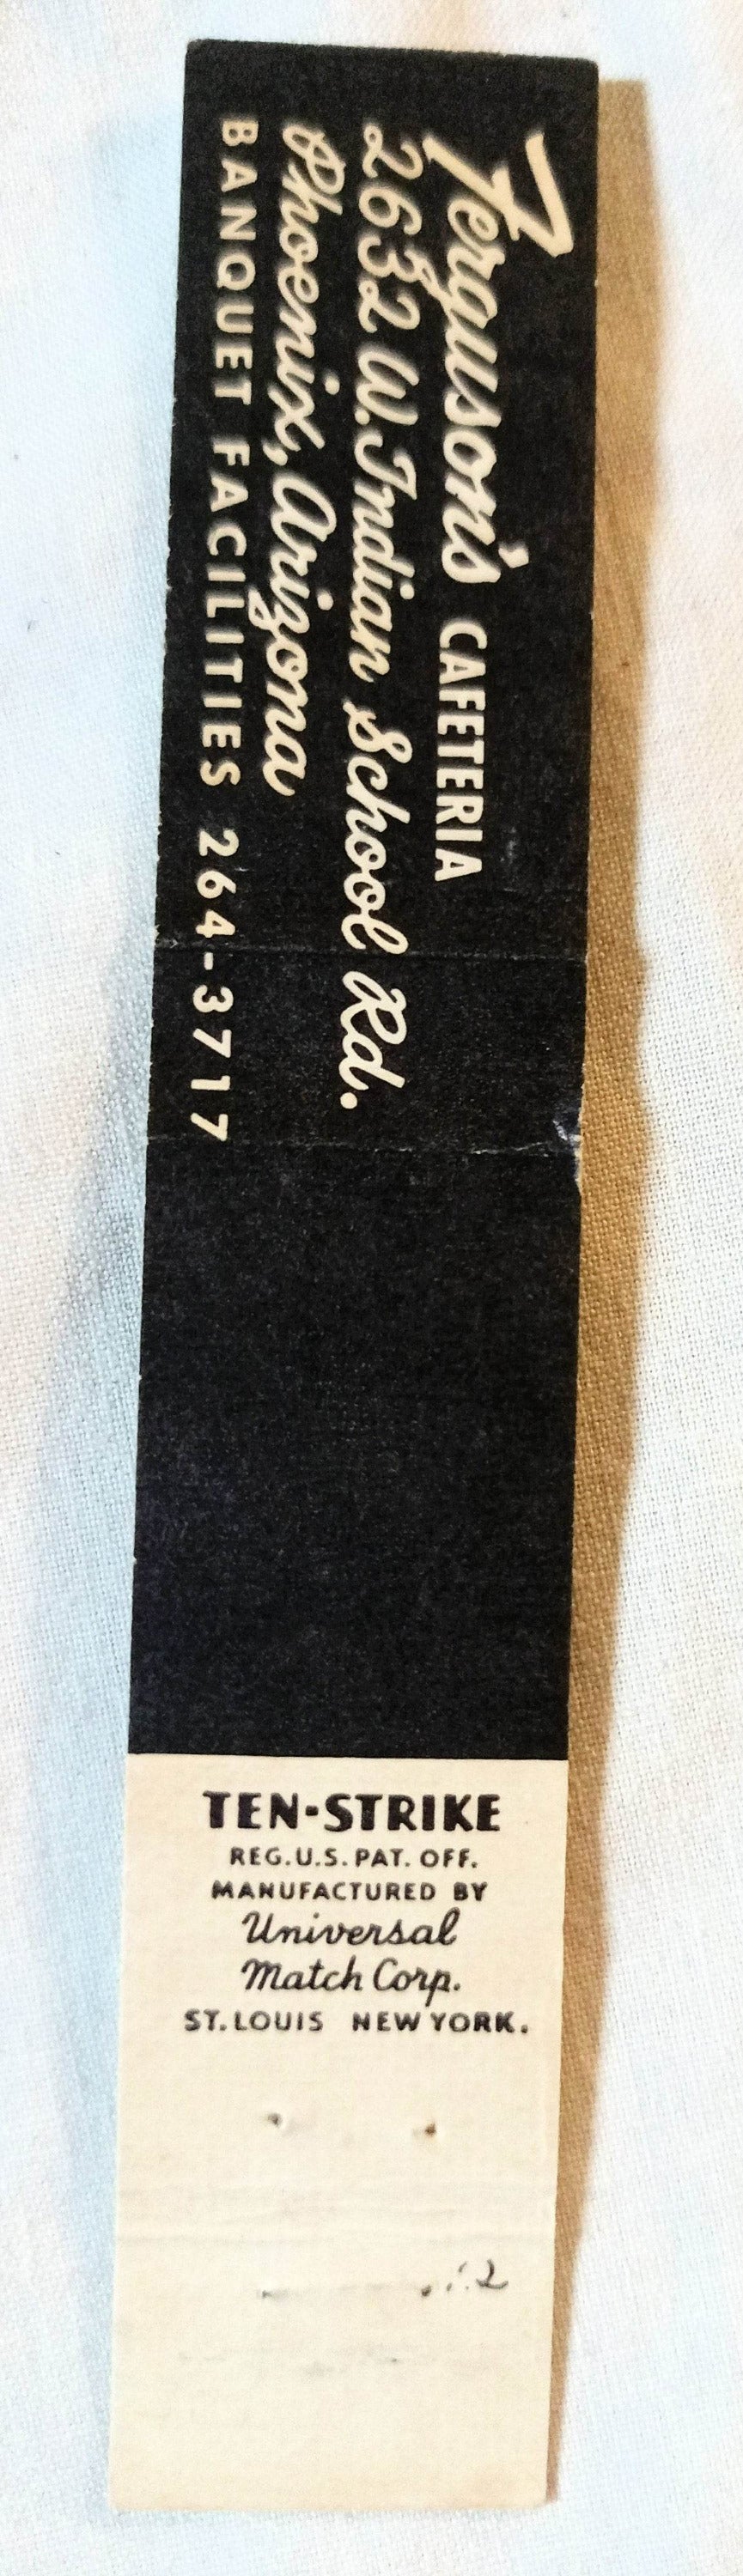 Ferguson's CAFETERIA
2632 W. Indian School Rd.
Phoenix, Arizona
BANQUET FACILITIES 264-3717
TEN-STRIKE
REG. U.S. PAT. OFF.
MANUFACTURED BY
Universal
Match Corp.
ST. LOUIS NEW YORK.